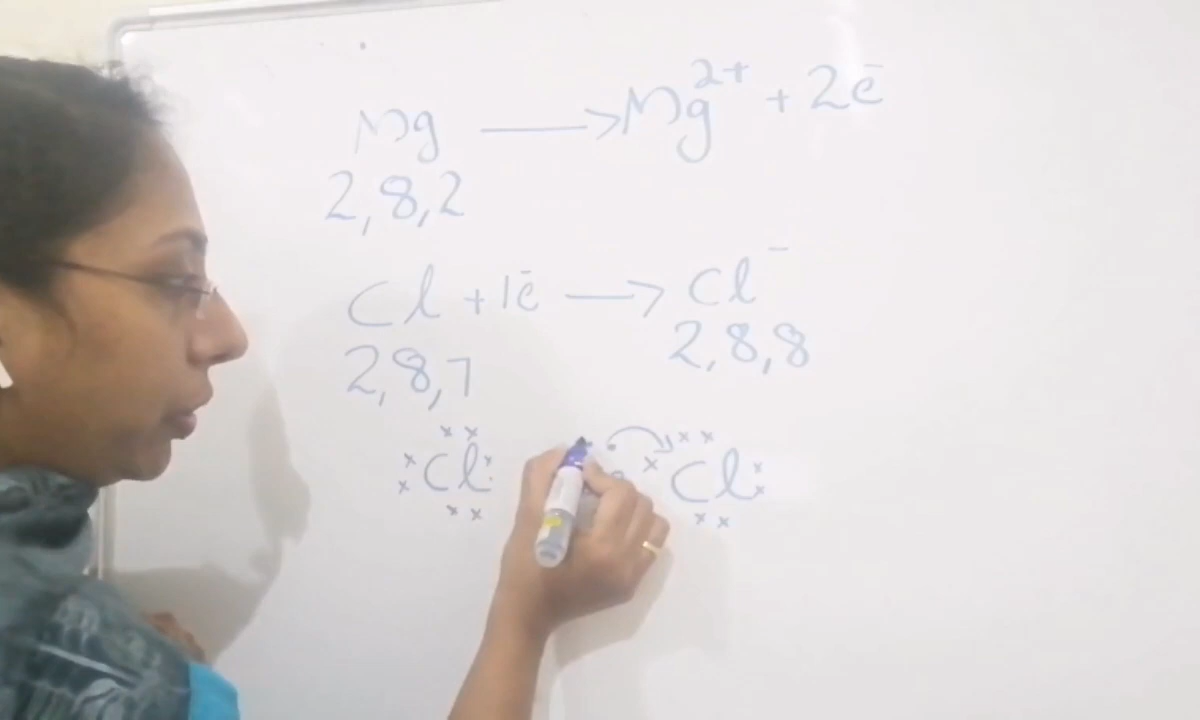 Mg ⟶ Mg²⁺ + 2e⁻
2,8,2
Cl + 1e⁻ ⟶ Cl⁻
2,8,7 2,8,8
Cl Cl